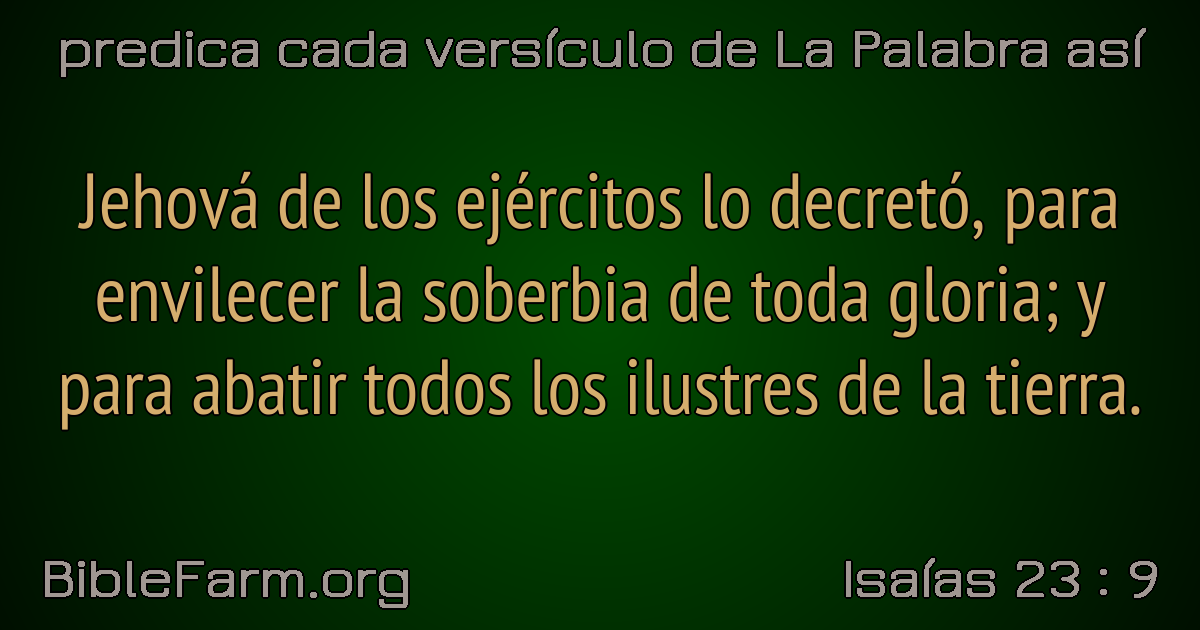 predica cada versículo de La Palabra así
Jehová de los ejércitos lo decretó, para
envilecer la soberbia de toda gloria; y
para abatir todos los ilustres de la tierra.
BibleFarm.org
Isaías 23 : 9